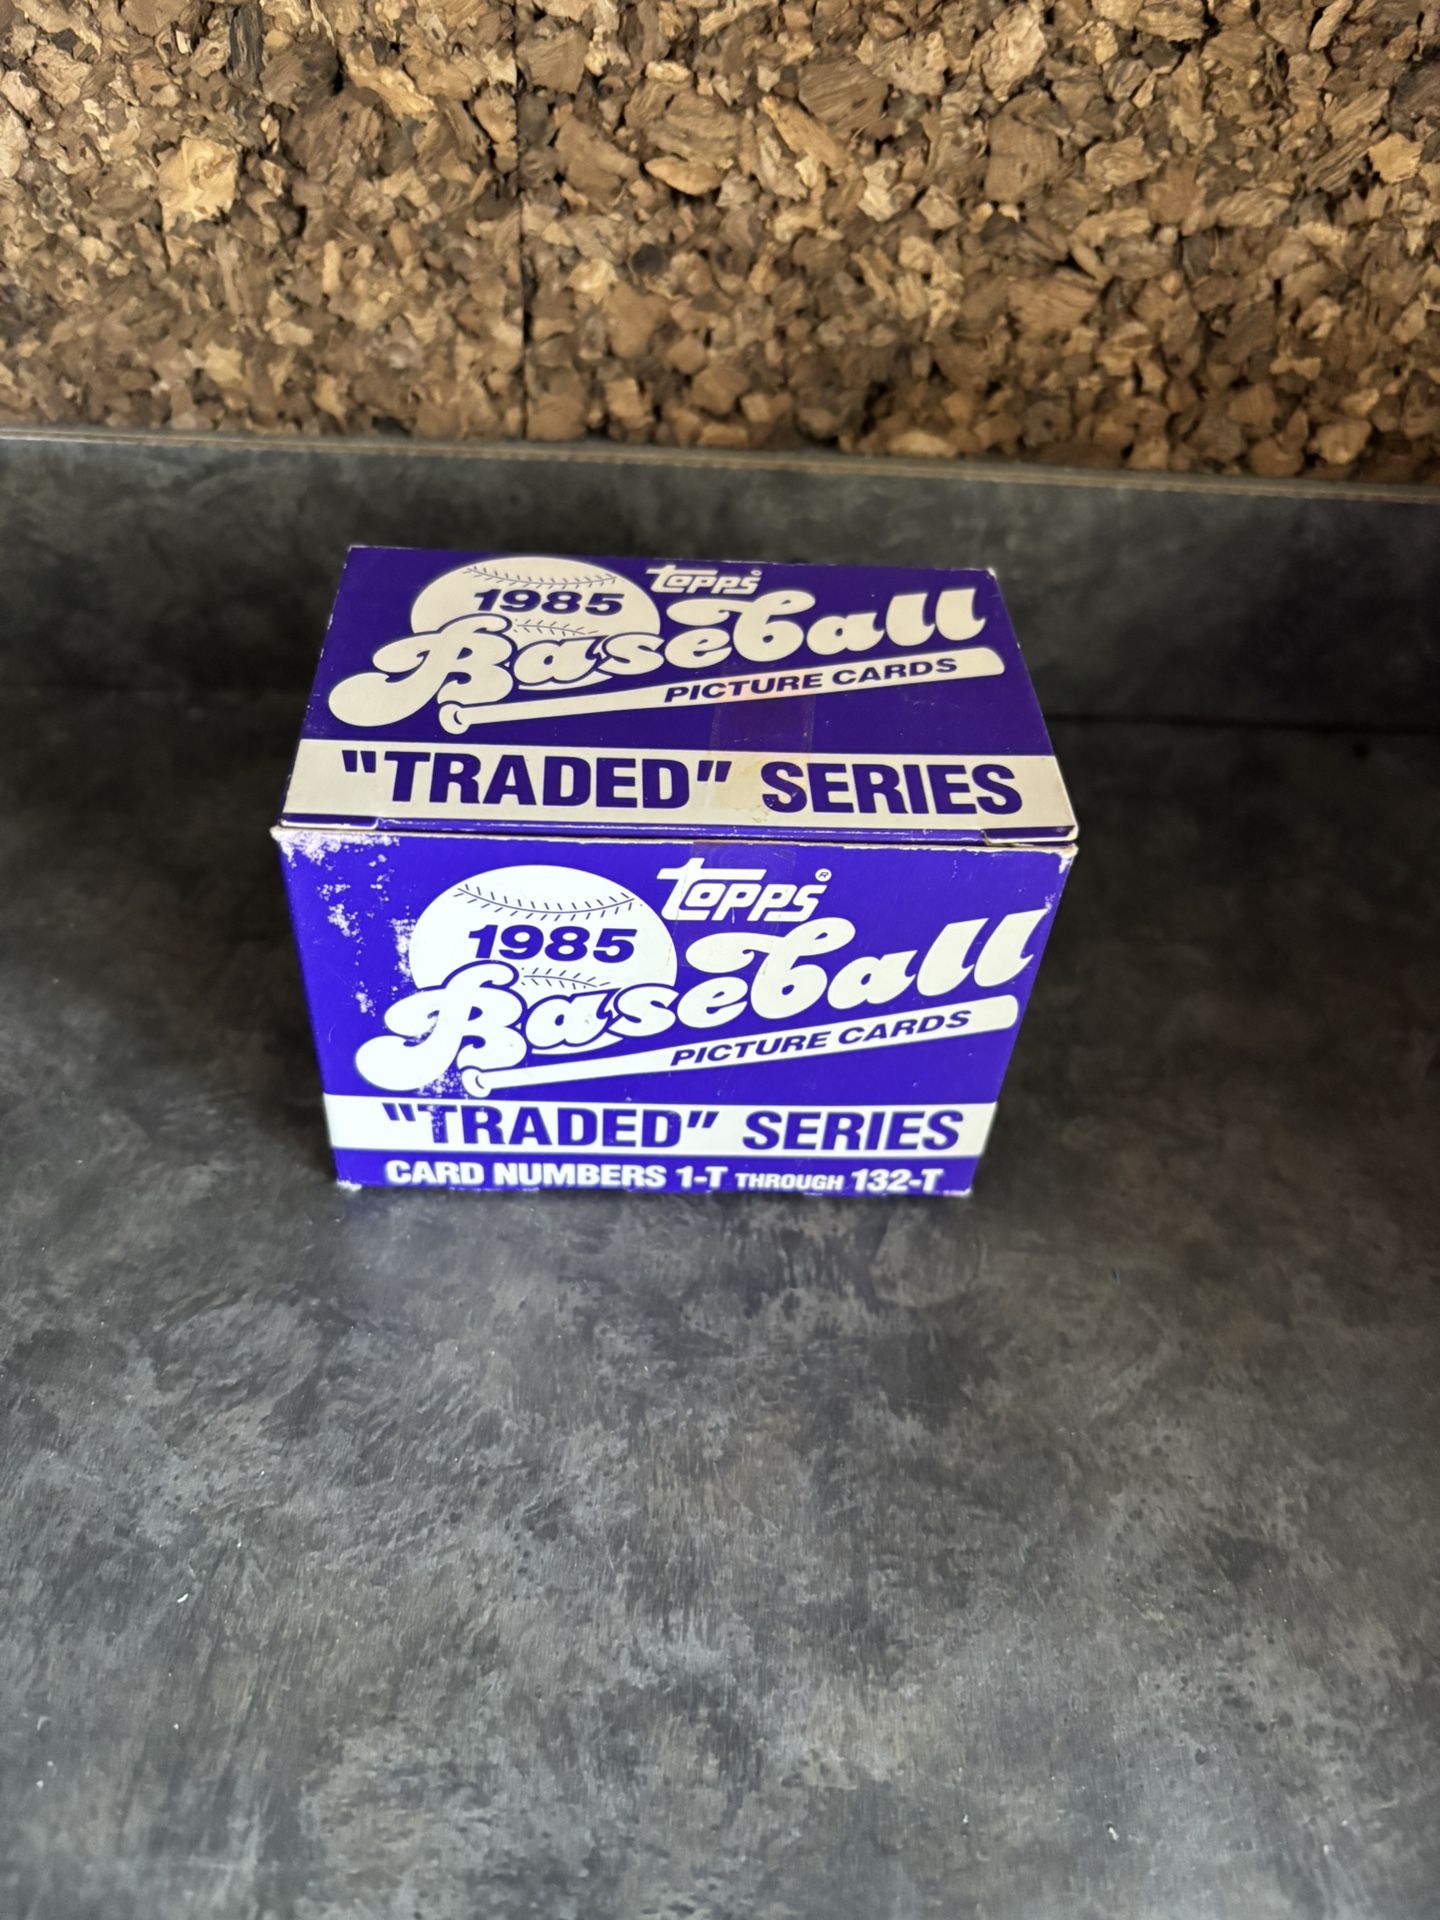 topps
1985
Baseball
PICTURE CARDS
"TRADED" SERIES
topps®
1985
Baseball
PICTURE CARDS
"TRADED" SERIES
CARD NUMBERS 1-T THROUGH 132-T